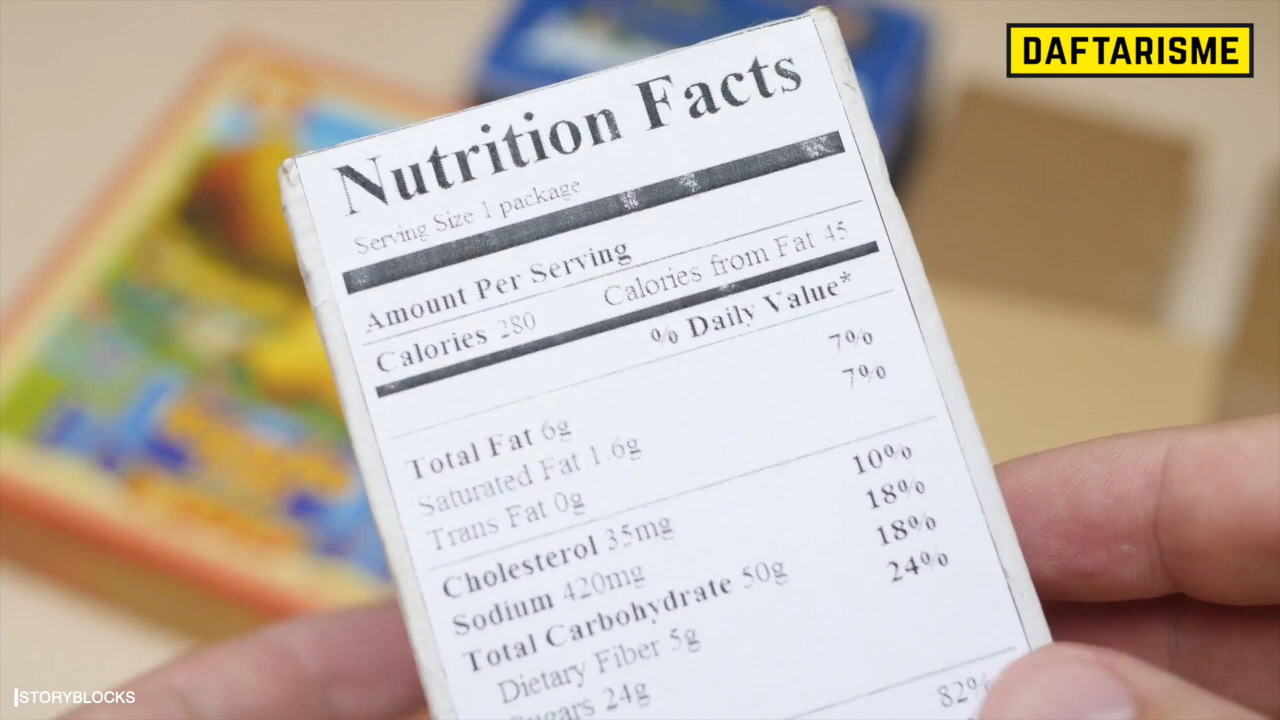 DAFTARISME
Nutrition Facts
Serving Size 1 package
Amount Per Serving
Calories 280 Calories from Fat 45
% Daily Value*
7%
7%
Total Fat 6g
Saturated Fat 1.6g
Trans Fat 0g
10%
Cholesterol 35mg 18%
Sodium 420mg 18%
Total Carbohydrate 50g 24%
Dietary Fiber 5g
Sugars 24g
82%
STORYBLOCKS